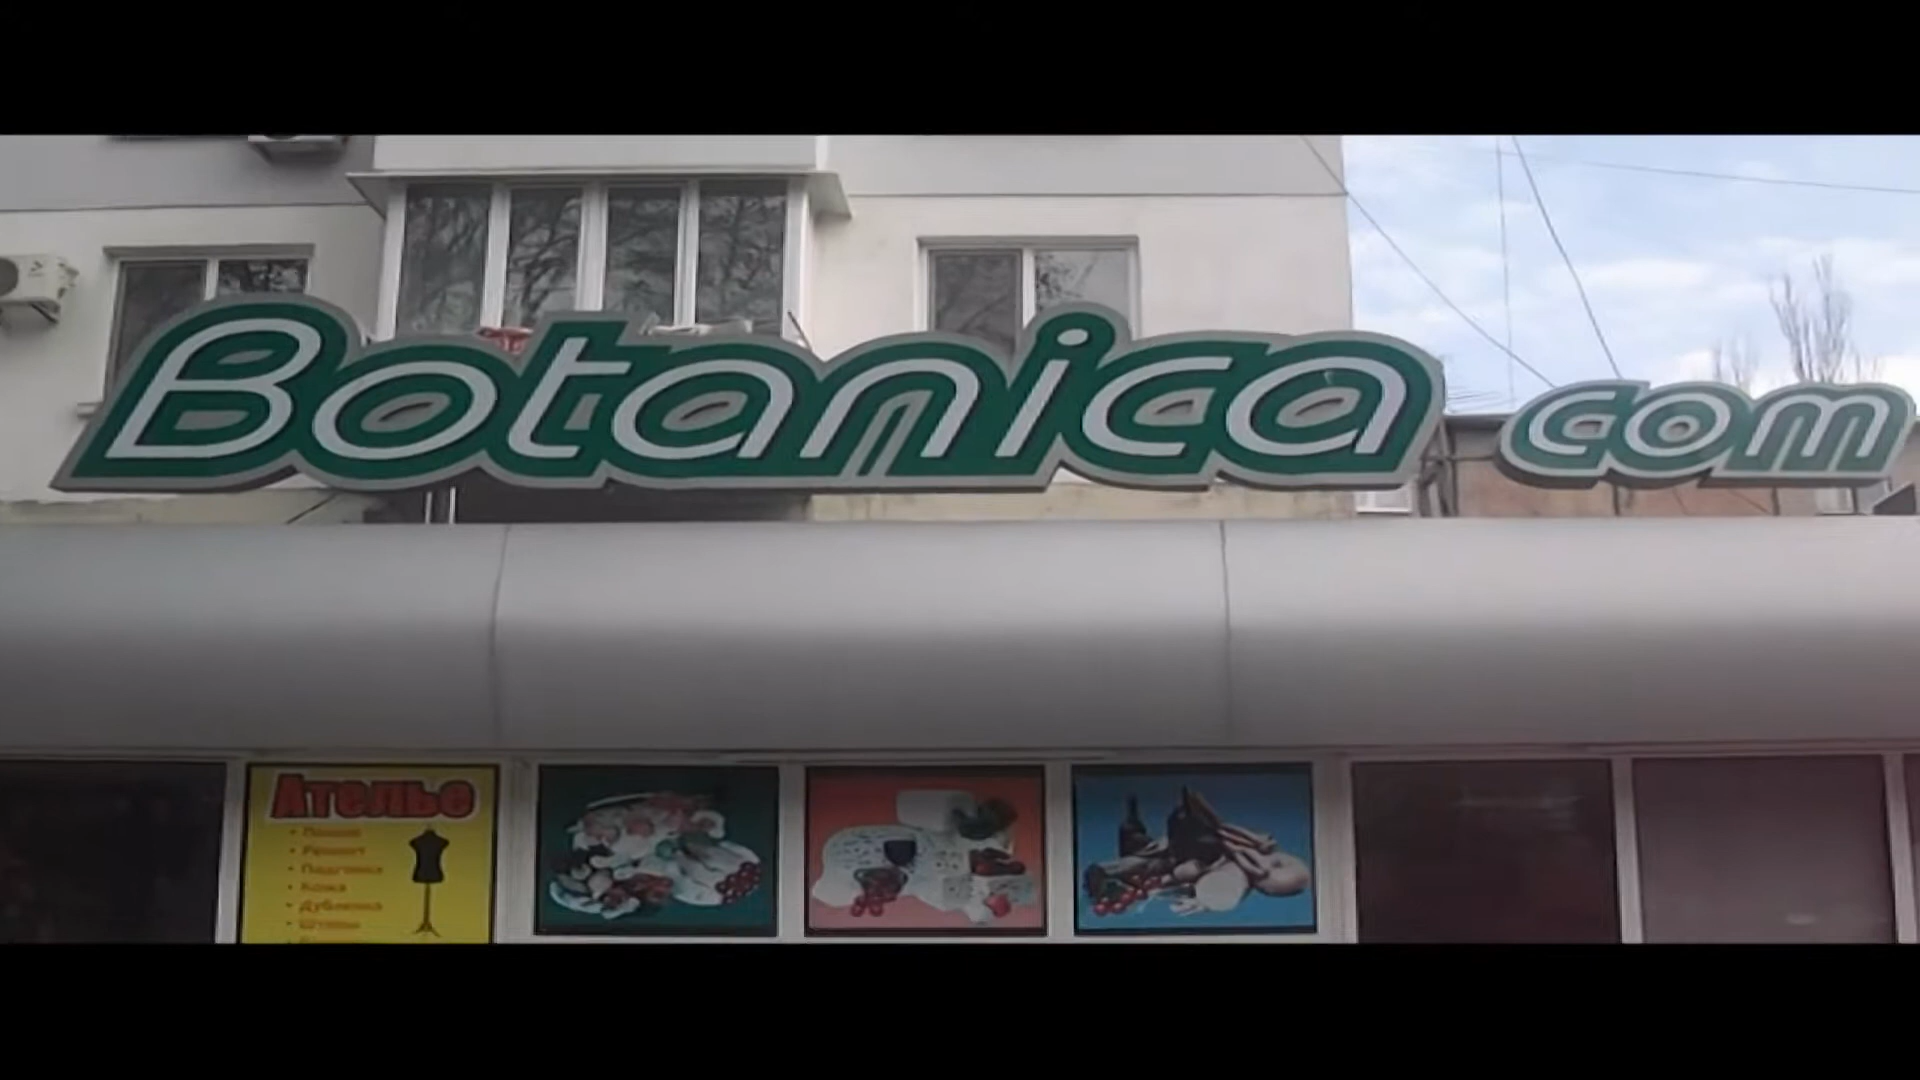 Botanica com
Ателье
• Пошив
• Ремонт
• Подгонка
• Кожа
• Дубленка
• Шторы